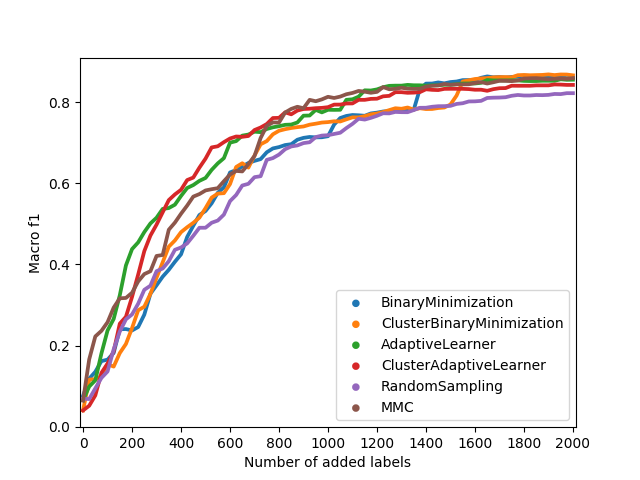 0.8
0.6
0.4
0.2
0.0
Macro f1
0 200 400 600 800 1000 1200 1400 1600 1800 2000
Number of added labels
BinaryMinimization
ClusterBinaryMinimization
AdaptiveLearner
ClusterAdaptiveLearner
RandomSampling
MMC